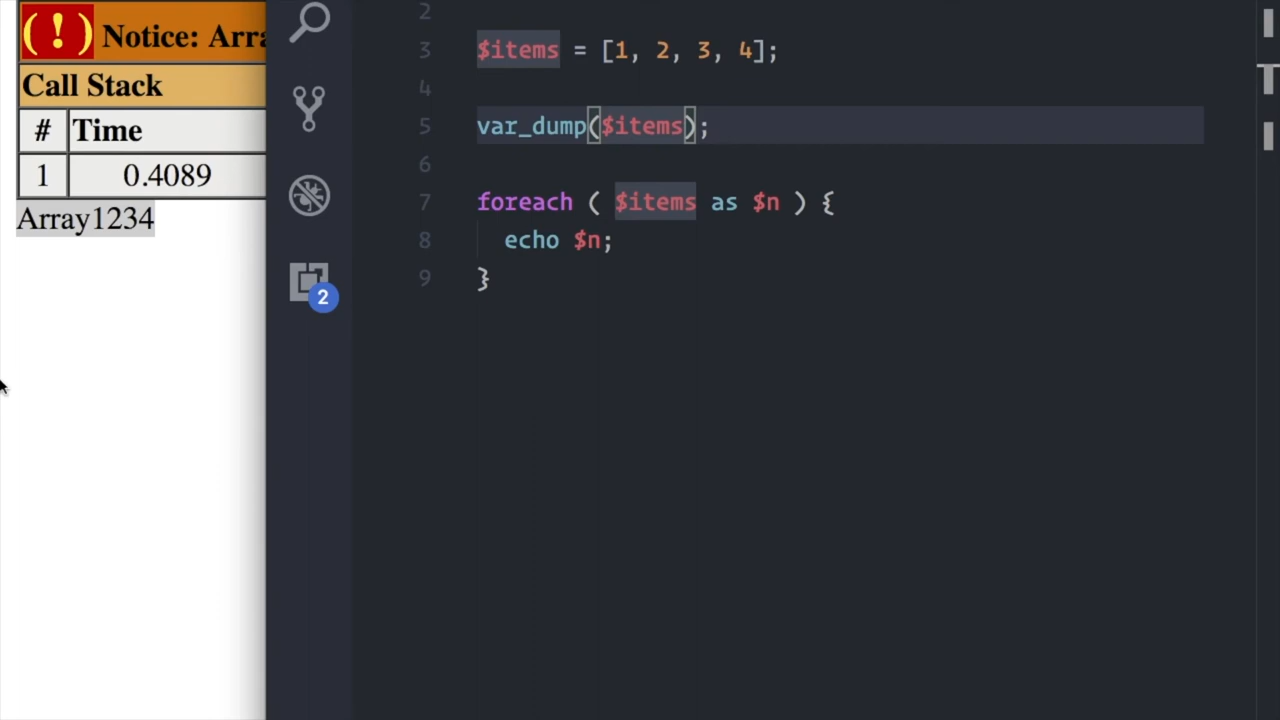 ( ! ) Notice: Arra
Call Stack
# Time
1 0.4089
Array1234
2
2
3 $items = [1, 2, 3, 4];
4
5 var_dump($items);
6
7 foreach ( $items as $n ) {
8 echo $n;
9 }